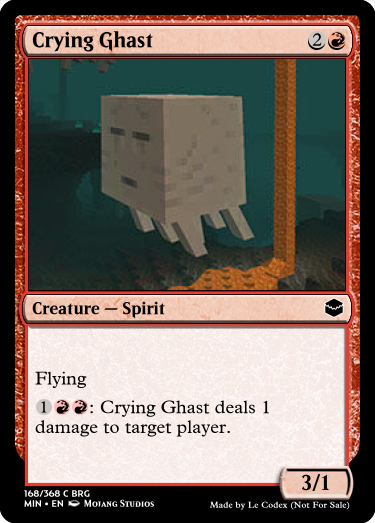 Crying Ghast 2
Creature — Spirit
Flying
1: Crying Ghast deals 1
damage to target player.
3/1
168/368 C BRG
MIN • EN Mojang Studios
Made by Le Codex (Not For Sale)